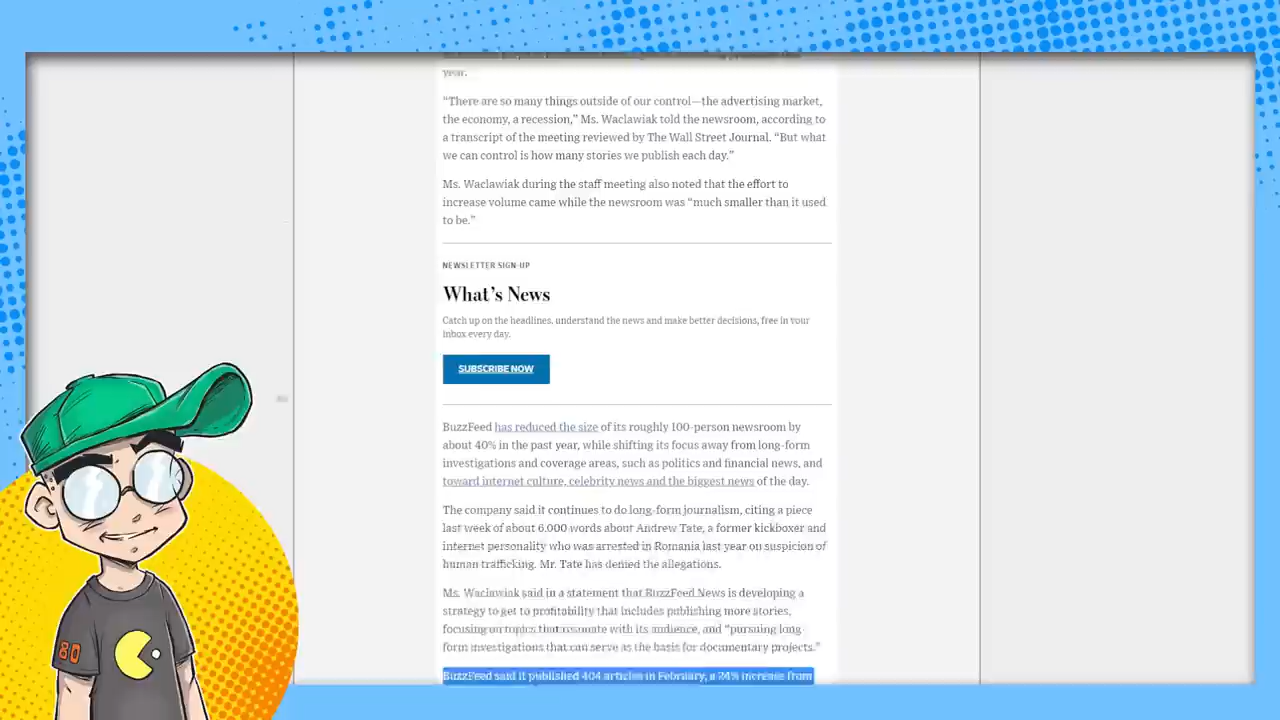 year.
“There are so many things outside of our control—the advertising market,
the economy, a recession,” Ms. Waclawiak told the newsroom, according to
a transcript of the meeting reviewed by The Wall Street Journal. “But what
we can control is how many stories we publish each day.”
Ms. Waclawiak during the staff meeting also noted that the effort to
increase volume came while the newsroom was “much smaller than it used
to be.”
NEWSLETTER SIGN-UP
What’s News
Catch up on the headlines, understand the news and make better decisions, free in your
inbox every day.
SUBSCRIBE NOW
BuzzFeed has reduced the size of its roughly 100-person newsroom by
about 40% in the past year, while shifting its focus away from long-form
investigations and coverage areas, such as politics and financial news, and
toward internet culture, celebrity news and the biggest news of the day.
The company said it continues to do long-form journalism, citing a piece
last week of about 6,000 words about Andrew Tate, a former kickboxer and
internet personality who was arrested in Romania last year on suspicion of
human trafficking. Mr. Tate has denied the allegations.
Ms. Waclawiak said in a statement that BuzzFeed News is developing a
strategy to get to profitability that includes publishing more stories,
focusing on topics that resonate with its audience, and “pursuing long-
form investigations that can serve as the basis for documentary projects.”
BuzzFeed said it published 404 articles in February, a 24% increase from
80